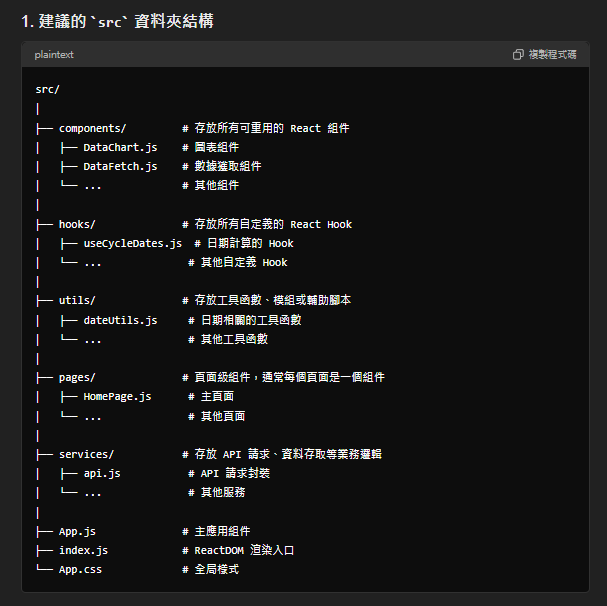 1. 建議的 `src` 資料夾結構
plaintext 複製程式碼
src/
|
├── components/ # 存放所有可重用的 React 組件
|   ├── DataChart.js # 圖表組件
|   ├── DataFetch.js # 數據獲取組件
|   └── ... # 其他組件
|
├── hooks/ # 存放所有自定義的 React Hook
|   ├── useCycleDates.js # 日期計算的 Hook
|   └── ... # 其他自定義 Hook
|
├── utils/ # 存放工具函數、模組或輔助腳本
|   ├── dateUtils.js # 日期相關的工具函數
|   └── ... # 其他工具函數
|
├── pages/ # 頁面級組件，通常每個頁面是一個組件
|   ├── HomePage.js # 主頁面
|   └── ... # 其他頁面
|
├── services/ # 存放 API 請求、資料存取等業務邏輯
|   ├── api.js # API 請求封裝
|   └── ... # 其他服務
|
├── App.js # 主應用組件
├── index.js # ReactDOM 渲染入口
└── App.css # 全局樣式